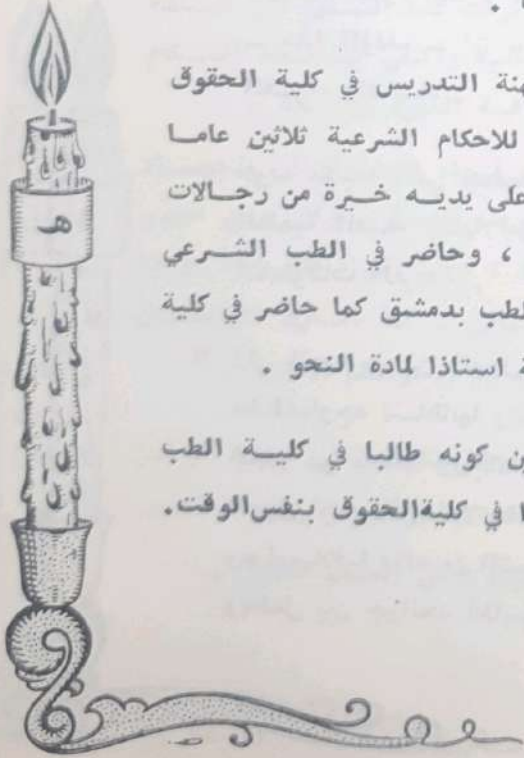 هنة التدريس في كلية الحقوق
للاحكام الشرعية ثلاثين عاما
على يديه خيرة من رجالات
، وحاضر في الطب الشرعي
لطب بدمشق كما حاضر في كلية
ة استاذا لمادة النحو .
ن كونه طالبا في كلية الطب
ا في كلية الحقوق بنفس الوقت.
هـ